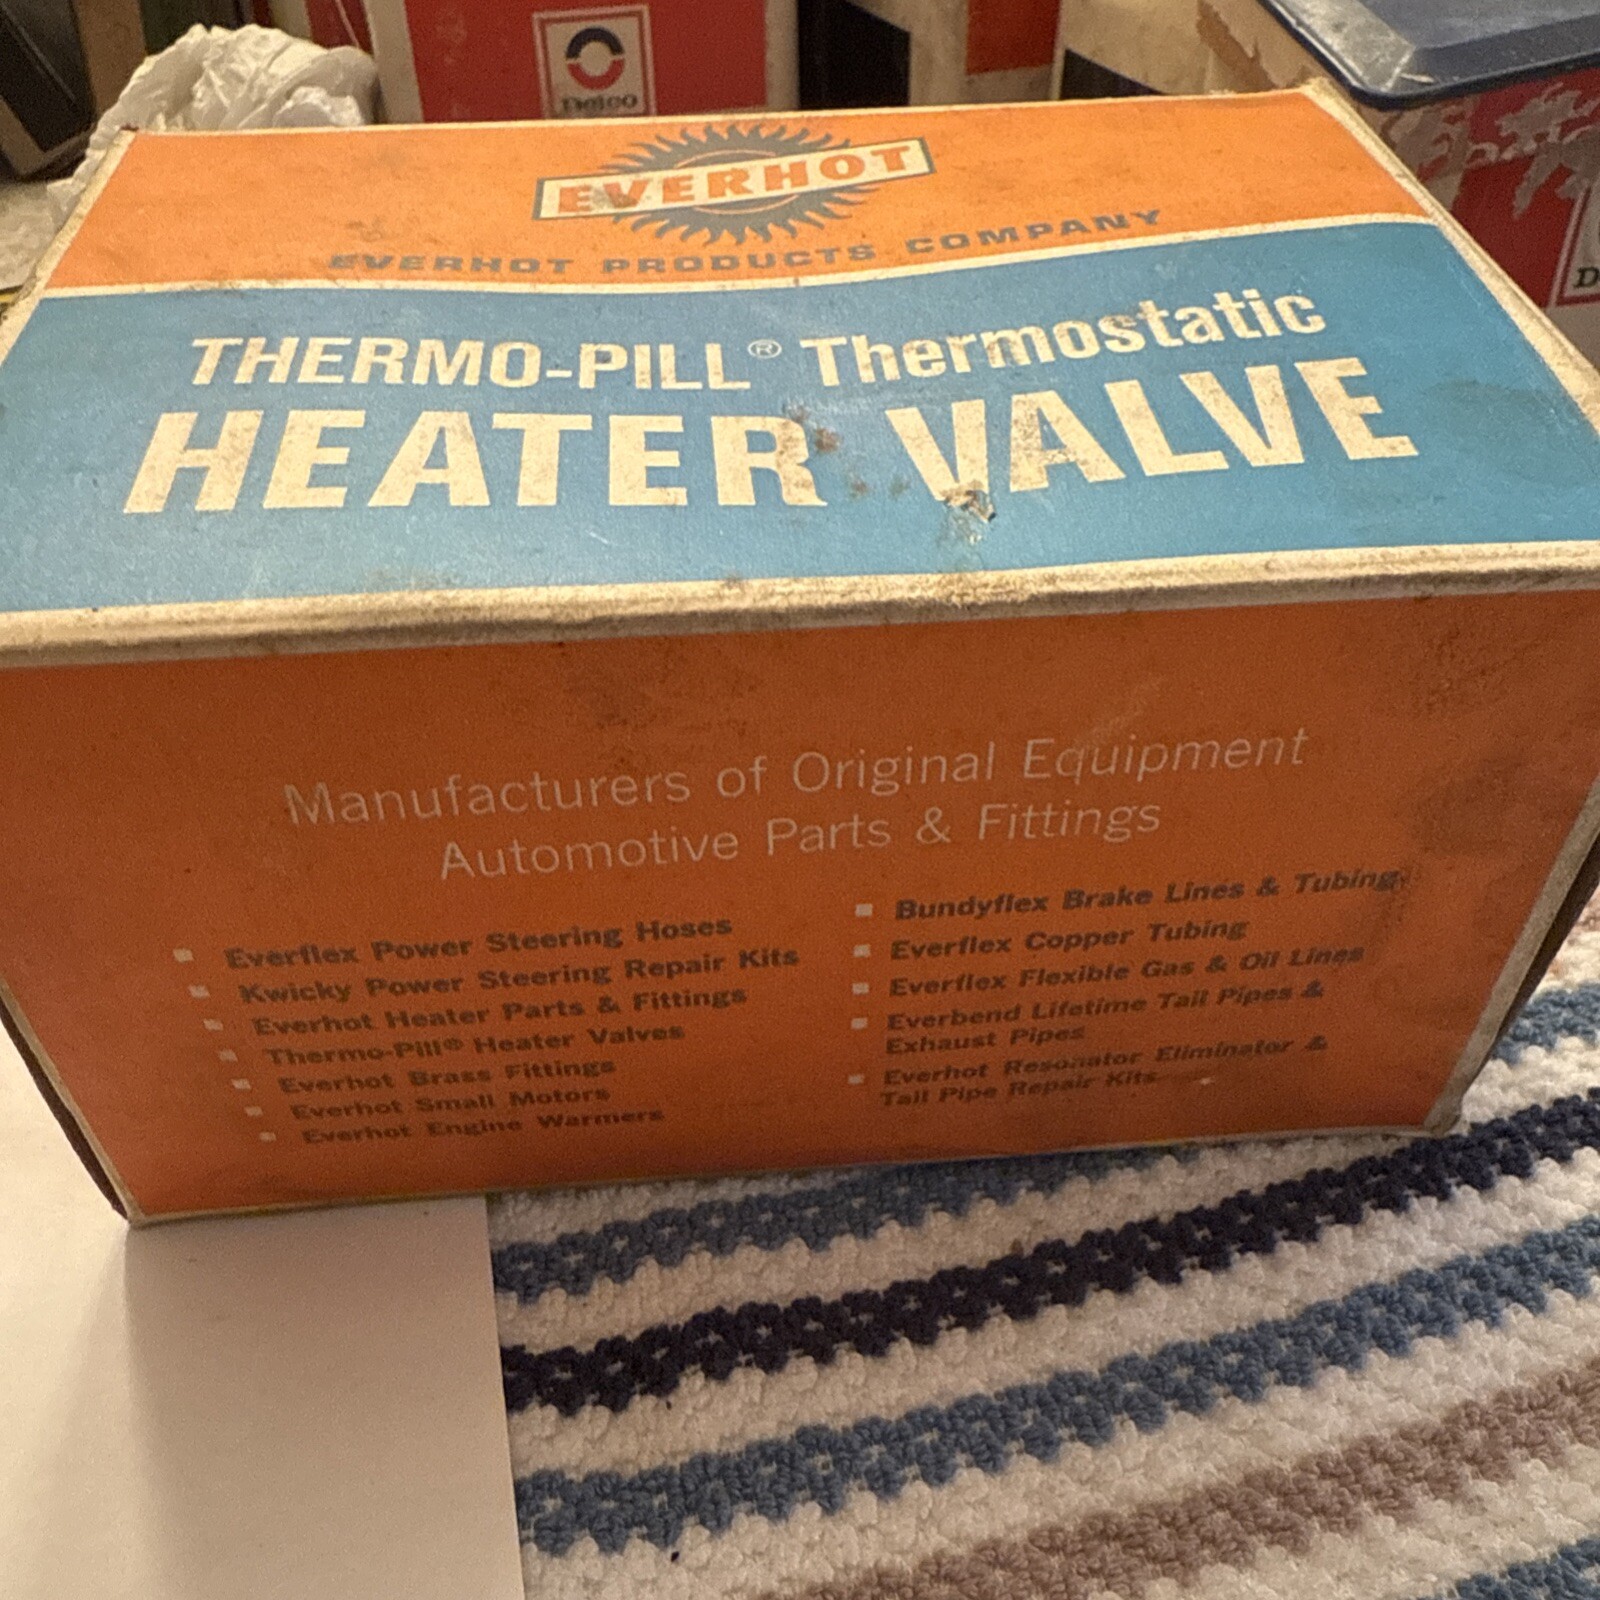 Delco
EVERHOT
EVERHOT PRODUCTS COMPANY
THERMO-PILL® Thermostatic
HEATER VALVE
Manufacturers of Original Equipment
Automotive Parts & Fittings
Everflex Power Steering Hoses
Kwicky Power Steering Repair Kits
Everhot Heater Parts & Fittings
Thermo-Pill® Heater Valves
Everhot Brass Fittings
Everhot Small Motors
Everhot Engine Warmers
Bundyflex Brake Lines & Tubing
Everflex Copper Tubing
Everflex Flexible Gas & Oil Lines
Everbend Lifetime Tail Pipes &
Exhaust Pipes
Everhot Resonator Eliminator &
Tail Pipe Repair Kits